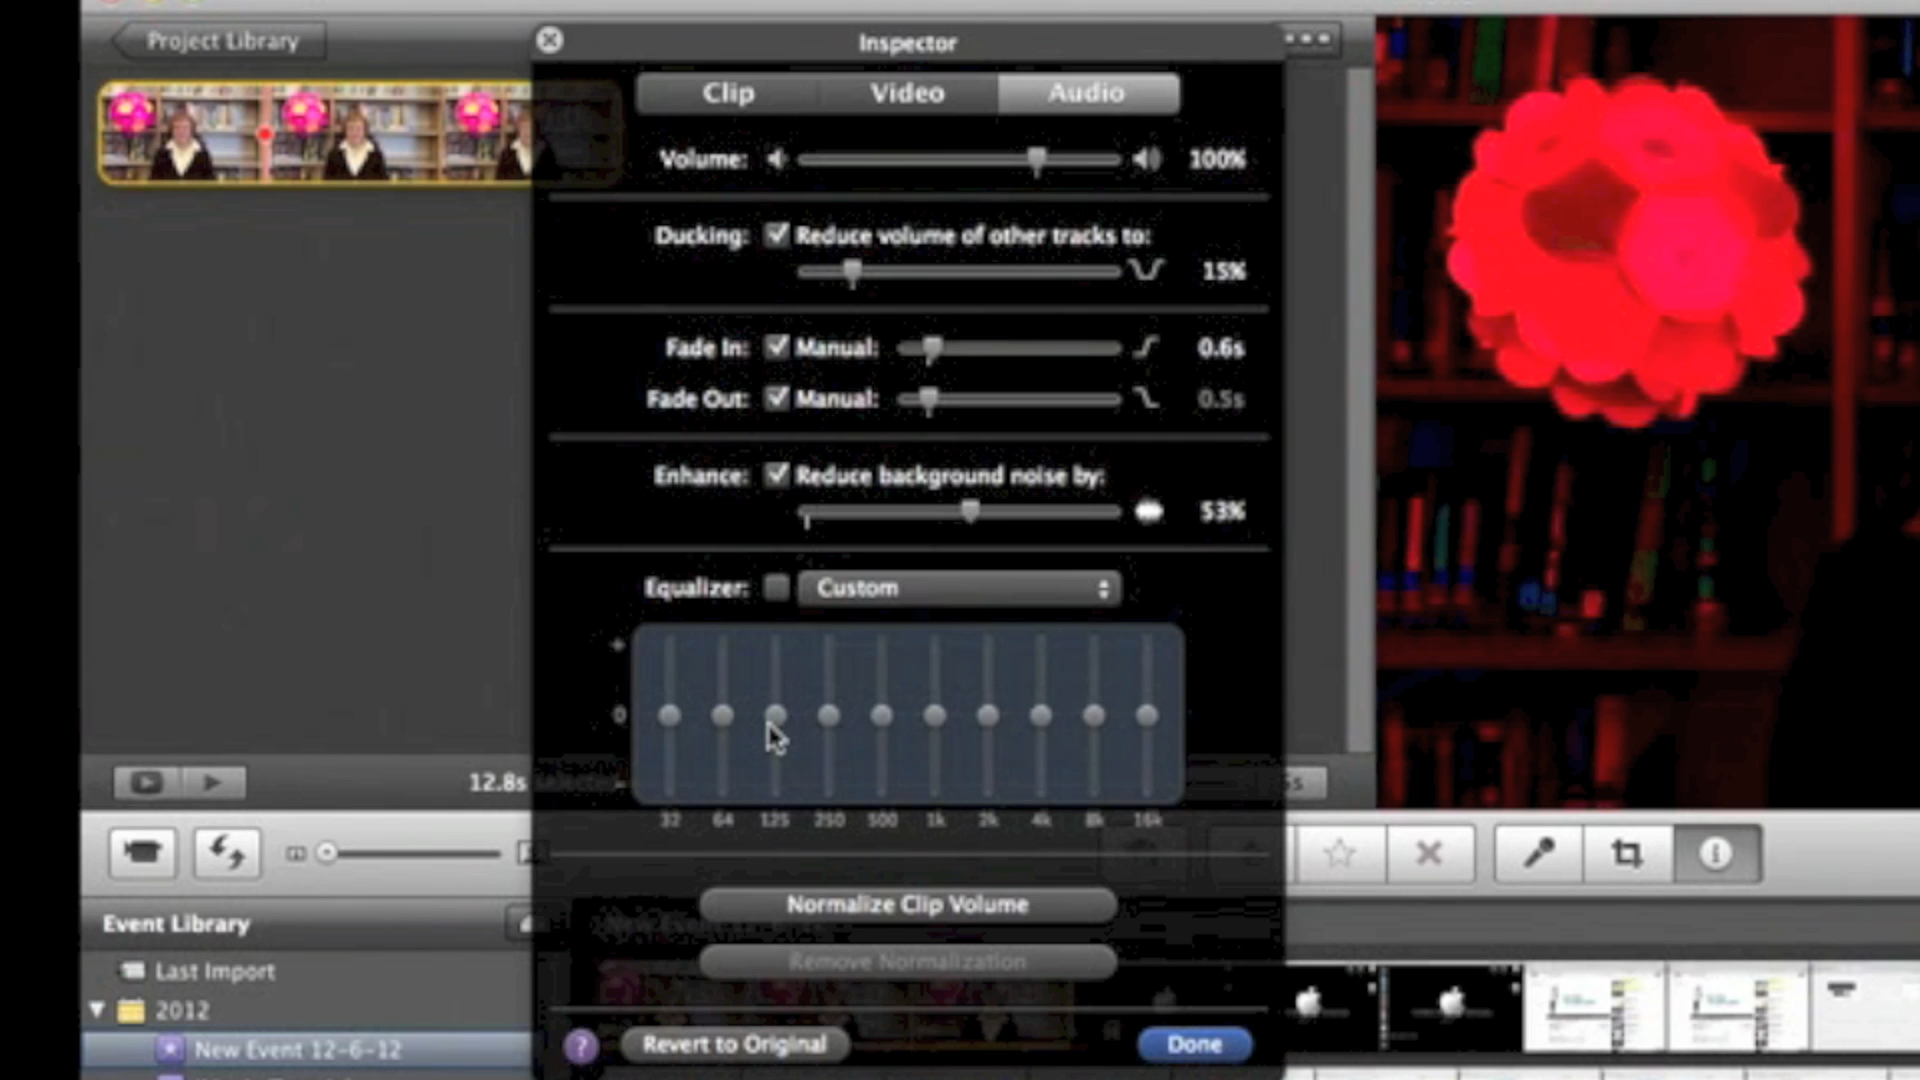 Project Library
Inspector
Clip Video Audio
Volume: 100%
Ducking: Reduce volume of other tracks to:
15%
Fade In: Manual: 0.6s
Fade Out: Manual: 0.5s
Enhance: Reduce background noise by:
53%
Equalizer: Custom
+
0
-
12.8s
32 64 125 250 500 1k 2k 4k 8k 16k
Normalize Clip Volume
Event Library
Remove Normalization
Last Import
2012
? Revert to Original Done
New Event 12-6-12